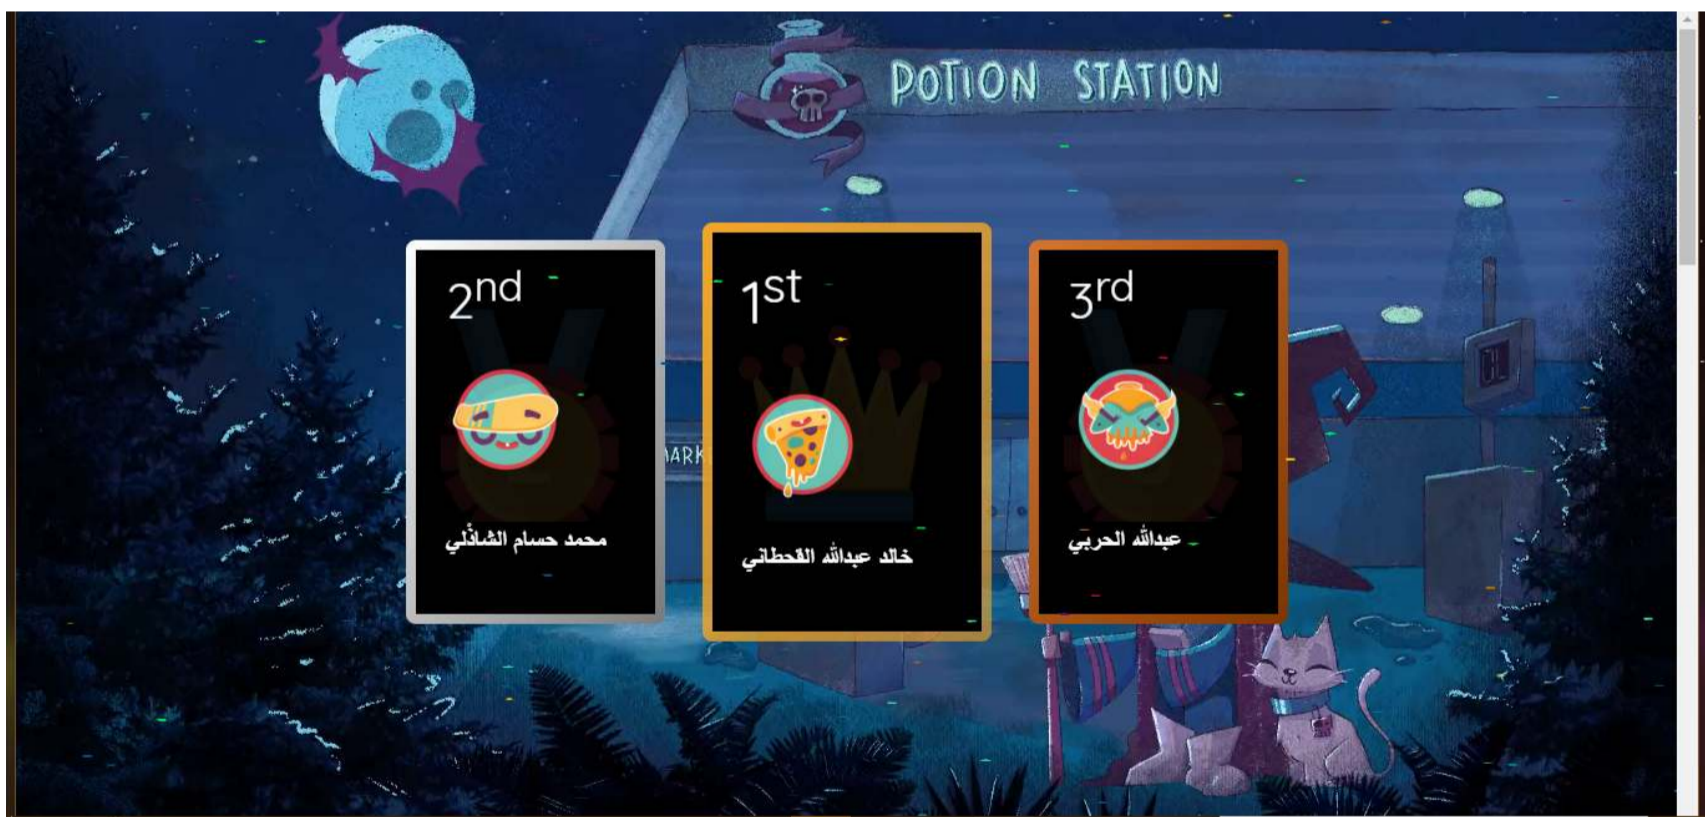 POTION STATION
2nd
محمد حسام الشاذلي
1st
خالد عبدالله القحطاني
3rd
عبدالله الحربي